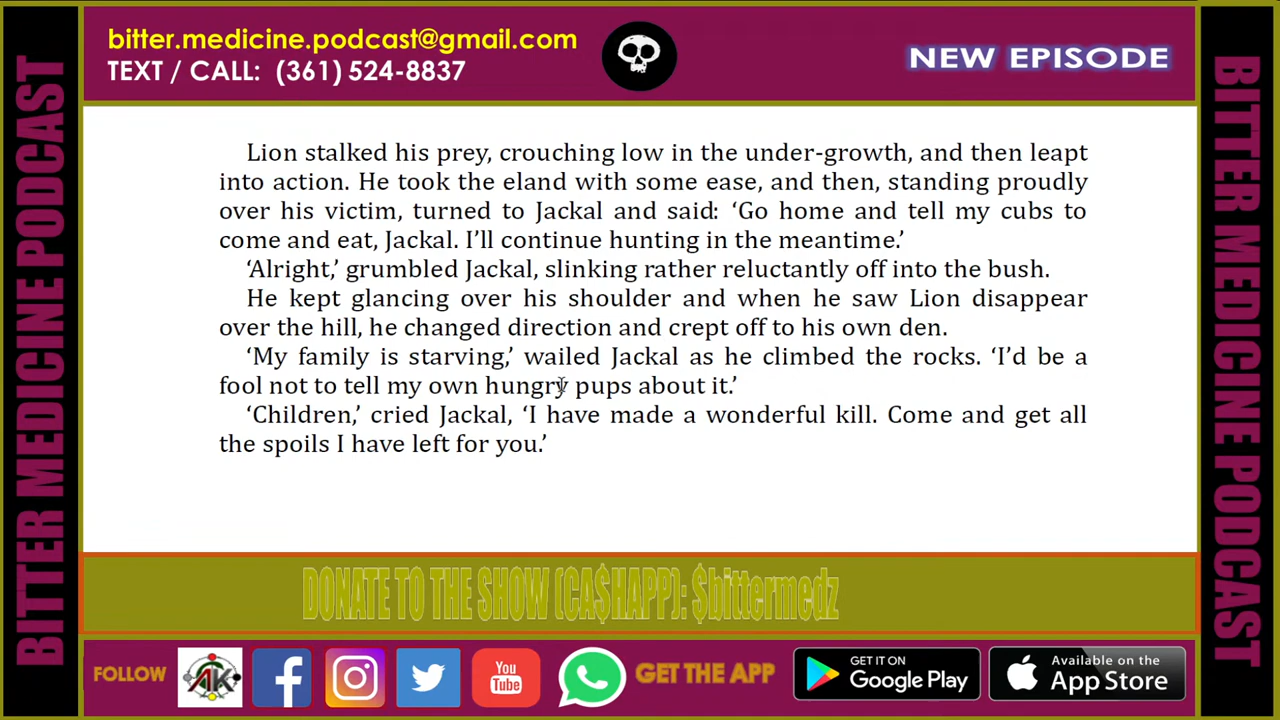 bitter.medicine.podcast@gmail.com
TEXT / CALL: (361) 524-8837
NEW EPISODE
BITTER MEDICINE PODCAST
Lion stalked his prey, crouching low in the under-growth, and then leapt
into action. He took the eland with some ease, and then, standing proudly
over his victim, turned to Jackal and said: ‘Go home and tell my cubs to
come and eat, Jackal. I’ll continue hunting in the meantime.’
‘Alright,’ grumbled Jackal, slinking rather reluctantly off into the bush.
He kept glancing over his shoulder and when he saw Lion disappear
over the hill, he changed direction and crept off to his own den.
‘My family is starving,’ wailed Jackal as he climbed the rocks. ‘I’d be a
fool not to tell my own hungry pups about it.’
‘Children,’ cried Jackal, ‘I have made a wonderful kill. Come and get all
the spoils I have left for you.’
BITTER MEDICINE PODCAST
DONATE TO THE SHOW (CA$HAPP): $bittermedz
FOLLOW
ATK
You
Tube
GET THE APP
GET IT ON
Google Play
Available on the
App Store